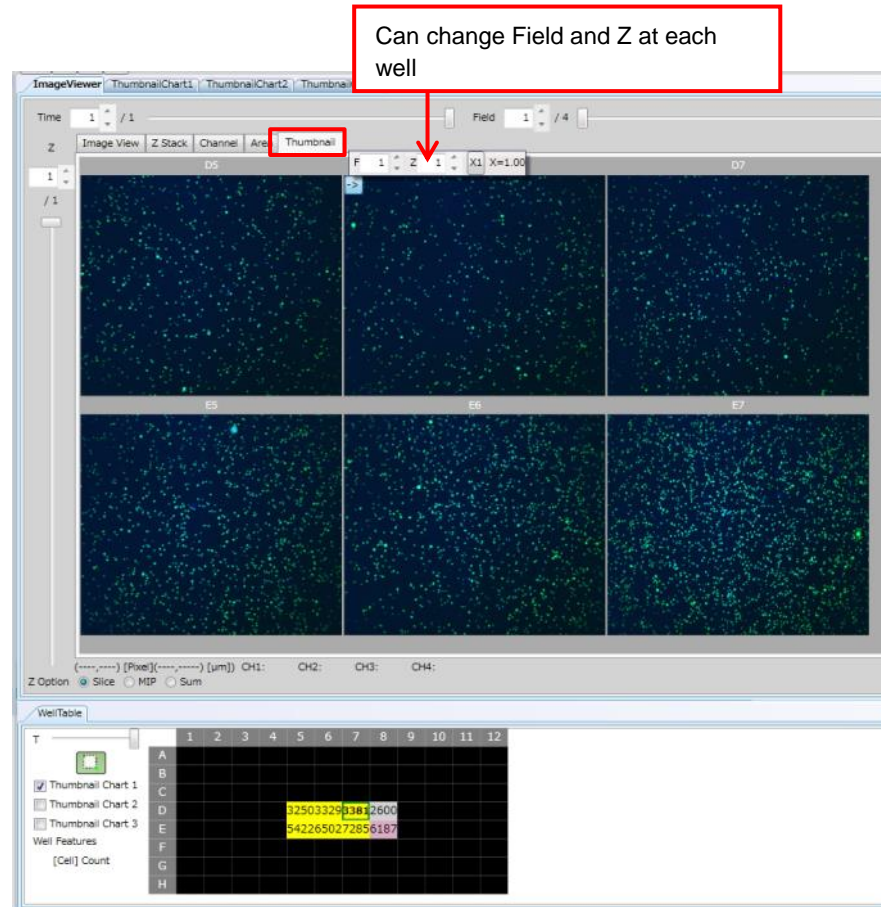 Can change Field and Z at each
well
ImageViewer ThumbnailChart1 ThumbnailChart2
Time 1 / 1 Field 1 / 4
Z Image View Z Stack Channel Area Thumbnail
F 1 Z 1 X1 X=1.00
D5 D7
1
/ 1
->
E5 E6 E7
(----,----) [Pixel](----,-----) [µm]) CH1: CH2: CH3: CH4:
Z Option Slice MIP Sum
WellTable
T 1 2 3 4 5 6 7 8 9 10 11 12
A
B
Thumbnail Chart 1 C
Thumbnail Chart 2 D 3250 3329 3381 2600
Thumbnail Chart 3 E 5422 6502 7285 6187
Well Features F
[Cell] Count G
H